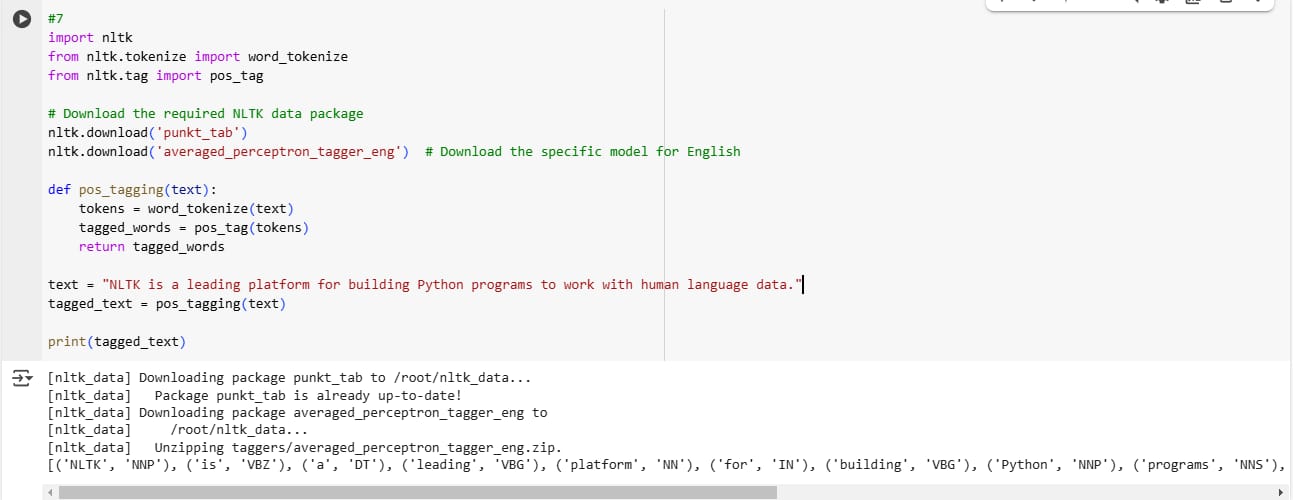 #7
import nltk
from nltk.tokenize import word_tokenize
from nltk.tag import pos_tag

# Download the required NLTK data package
nltk.download('punkt_tab')
nltk.download('averaged_perceptron_tagger_eng')  # Download the specific model for English

def pos_tagging(text):
    tokens = word_tokenize(text)
    tagged_words = pos_tag(tokens)
    return tagged_words

text = "NLTK is a leading platform for building Python programs to work with human language data."
tagged_text = pos_tagging(text)

print(tagged_text)
[nltk_data] Downloading package punkt_tab to /root/nltk_data...
[nltk_data]   Package punkt_tab is already up-to-date!
[nltk_data] Downloading package averaged_perceptron_tagger_eng to
[nltk_data]     /root/nltk_data...
[nltk_data]   Unzipping taggers/averaged_perceptron_tagger_eng.zip.
[('NLTK', 'NNP'), ('is', 'VBZ'), ('a', 'DT'), ('leading', 'VBG'), ('platform', 'NN'), ('for', 'IN'), ('building', 'VBG'), ('Python', 'NNP'), ('programs', 'NNS'),